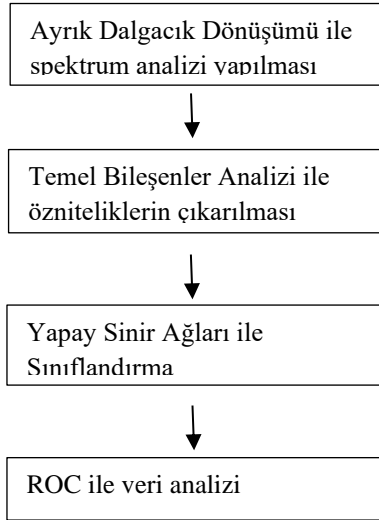 Ayrık Dalgacık Dönüşümü ile
spektrum analizi yapılması
Temel Bileşenler Analizi ile
özniteliklerin çıkarılması
Yapay Sinir Ağları ile
Sınıflandırma
ROC ile veri analizi